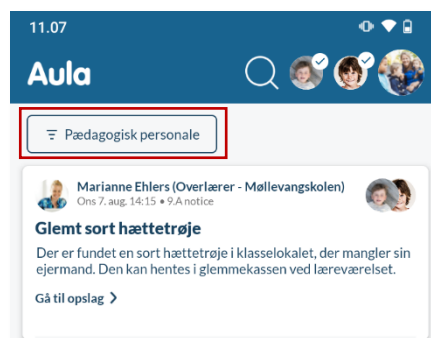 11.07
Aula
Pædagogisk personale
Marianne Ehlers (Overlærer - Møllevangskolen)
Ons 7. aug. 14:15 • 9.A notice
Glemt sort hættetrøje
Der er fundet en sort hættetrøje i klasselokalet, der mangler sin
ejermand. Den kan hentes i glemmekassen ved læreværelset.
Gå til opslag